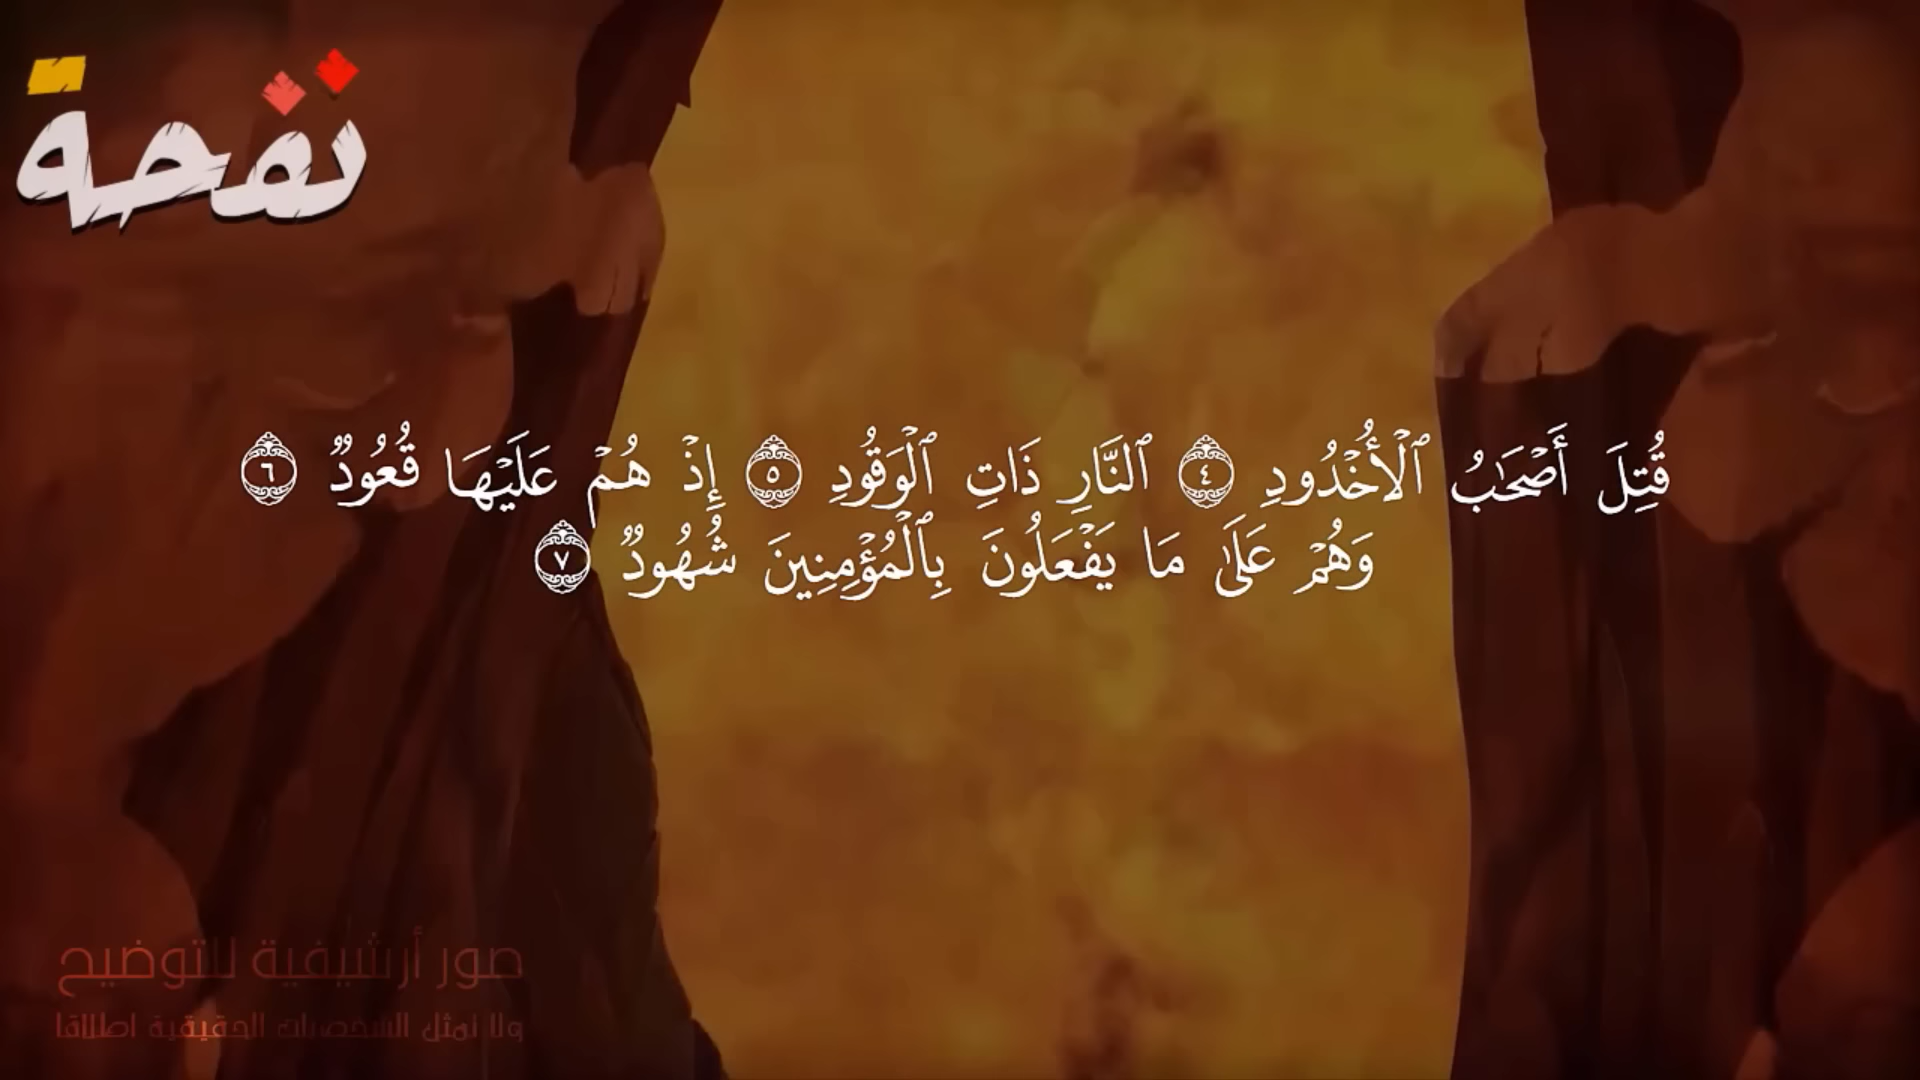 نفحة
قُتِلَ أَصْحَٰبُ ٱلْأُخْدُودِ ٤ ٱلنَّارِ ذَاتِ ٱلْوَقُودِ ٥ إِذْ هُمْ عَلَيْهَا قُعُودٌ ٦
وَهُمْ عَلَىٰ مَا يَفْعَلُونَ بِٱلْمُؤْمِنِينَ شُهُودٌ ٧
صور أرشيفية للتوضيح
ولا تمثل الشخصيات الحقيقية اطلاقا